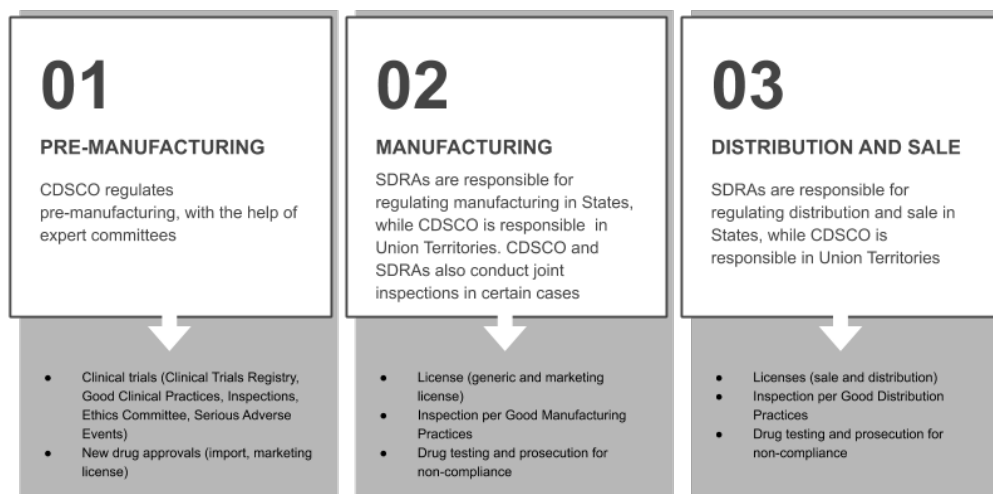 01
PRE-MANUFACTURING
CDSCO regulates
pre-manufacturing, with the help of
expert committees
● Clinical trials (Clinical Trials Registry,
Good Clinical Practices, Inspections,
Ethics Committee, Serious Adverse
Events)
● New drug approvals (import, marketing
license)
02
MANUFACTURING
SDRAs are responsible for
regulating manufacturing in States,
while CDSCO is responsible in
Union Territories. CDSCO and
SDRAs also conduct joint
inspections in certain cases
● License (generic and marketing
license)
● Inspection per Good Manufacturing
Practices
● Drug testing and prosecution for
non-compliance
03
DISTRIBUTION AND SALE
SDRAs are responsible for
regulating distribution and sale in
States, while CDSCO is
responsible in Union Territories
● Licenses (sale and distribution)
● Inspection per Good Distribution
Practices
● Drug testing and prosecution for
non-compliance